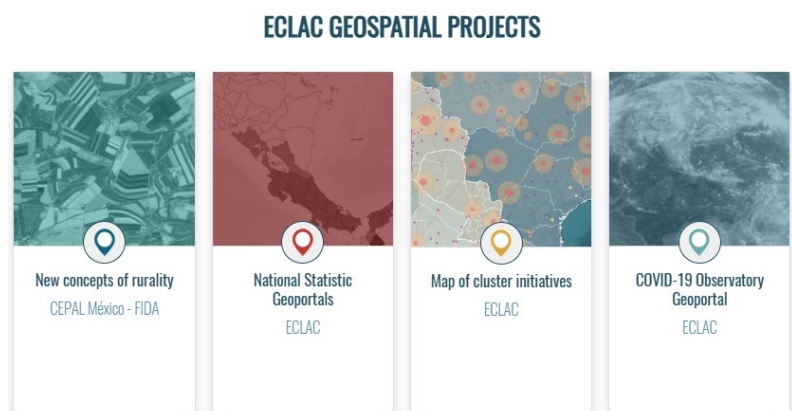 ECLAC GEOSPATIAL PROJECTS
New concepts of rurality
CEPAL México - FIDA
National Statistic
Geoportals
ECLAC
Map of cluster initiatives
ECLAC
COVID-19 Observatory
Geoportal
ECLAC